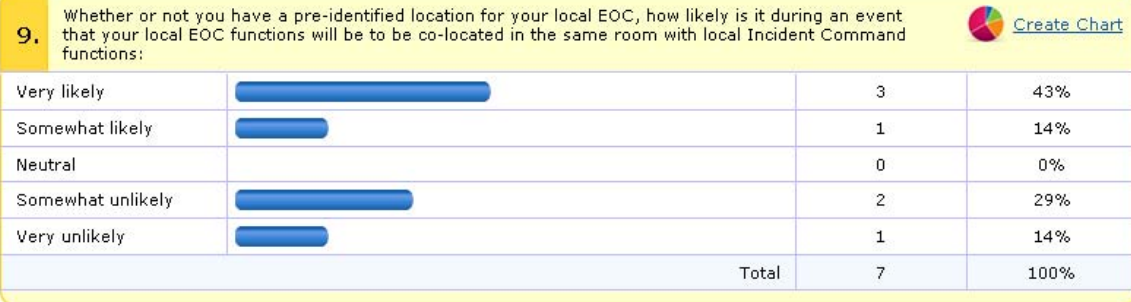 9. Whether or not you have a pre-identified location for your local EOC, how likely is it during an event
that your local EOC functions will be to be co-located in the same room with local Incident Command
functions:
Create Chart
Very likely 3 43%
Somewhat likely 1 14%
Neutral 0 0%
Somewhat unlikely 2 29%
Very unlikely 1 14%
Total 7 100%